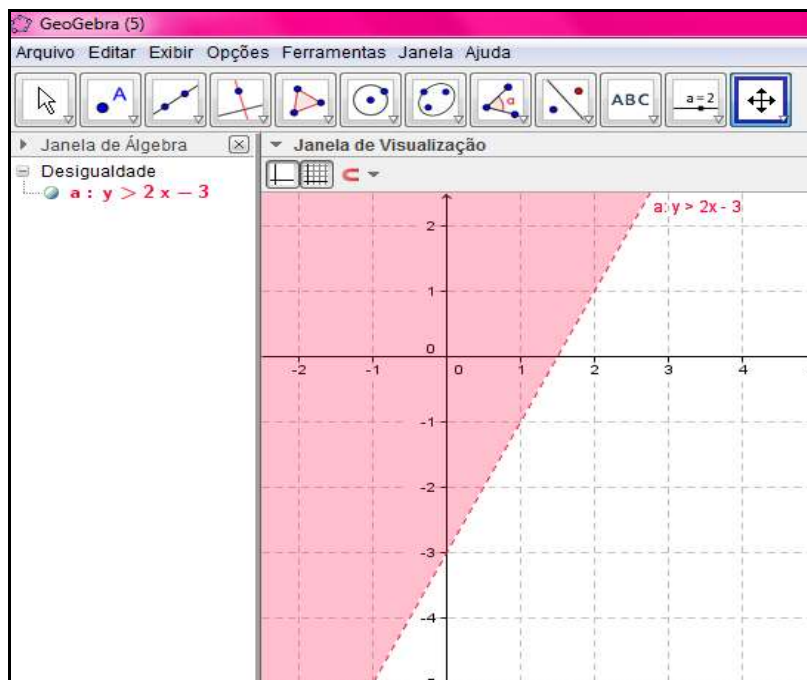 GeoGebra (5)
Arquivo Editar Exibir Opções Ferramentas Janela Ajuda
A
α
ABC
a=2
Janela de Álgebra
Janela de Visualização
Desigualdade
a : y > 2 x − 3
a: y > 2x - 3
2
1
0
-2 -1 0 1 2 3 4
-1
-2
-3
-4